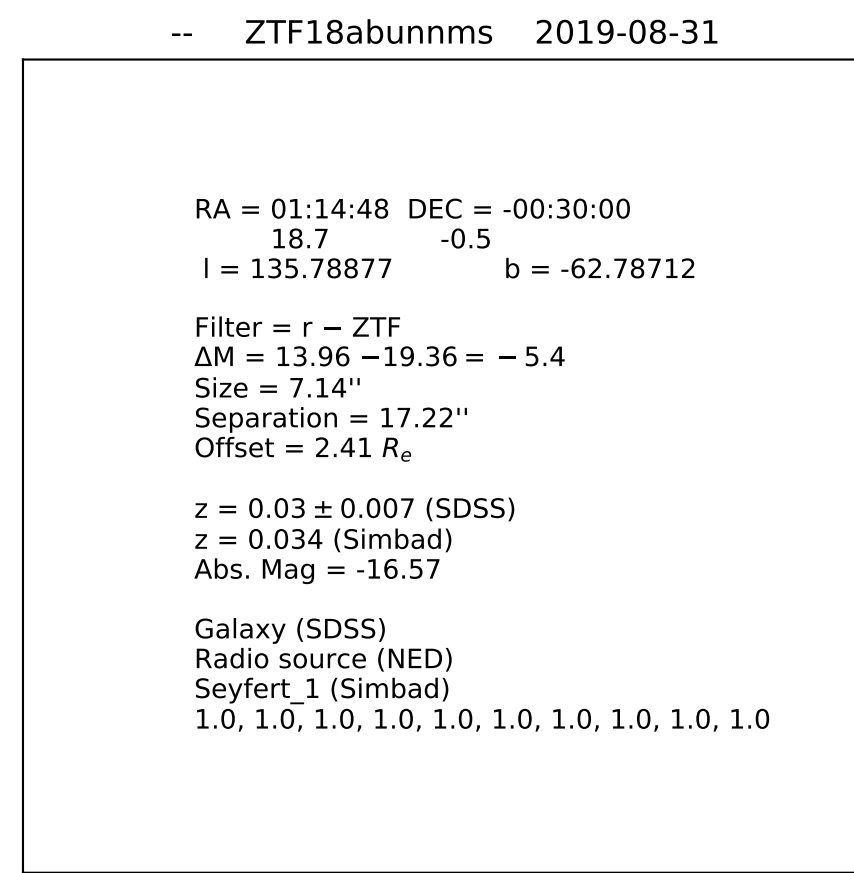 -- ZTF18abunnms 2019-08-31
RA = 01:14:48 DEC = -00:30:00
18.7 -0.5
l = 135.78877 b = -62.78712
Filter = r − ZTF
ΔM = 13.96 −19.36 = − 5.4
Size = 7.14''
Separation = 17.22''
Offset = 2.41 Re
z = 0.03 ± 0.007 (SDSS)
z = 0.034 (Simbad)
Abs. Mag = -16.57
Galaxy (SDSS)
Radio source (NED)
Seyfert_1 (Simbad)
1.0, 1.0, 1.0, 1.0, 1.0, 1.0, 1.0, 1.0, 1.0, 1.0